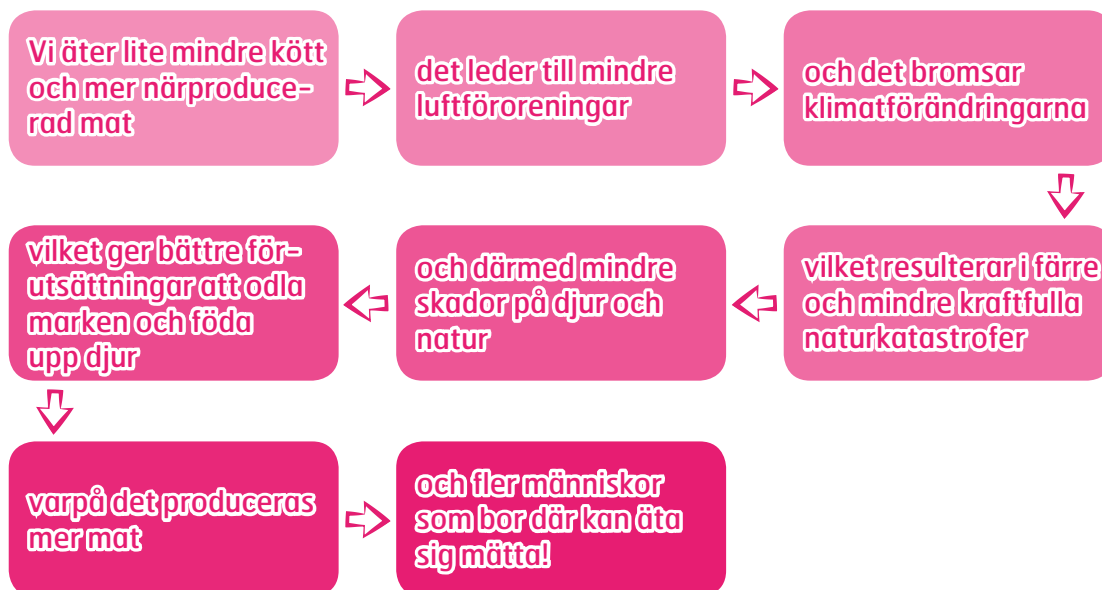 Vi äter lite mindre kött
och mer närproduce-
rad mat
det leder till mindre
luftföroreningar
och det bromsar
klimatförändringarna
vilket resulterar i färre
och mindre kraftfulla
naturkatastrofer
och därmed mindre
skador på djur och
natur
vilket ger bättre för-
utsättningar att odla
marken och föda
upp djur
varpå det produceras
mer mat
och fler människor
som bor där kan äta
sig mätta!